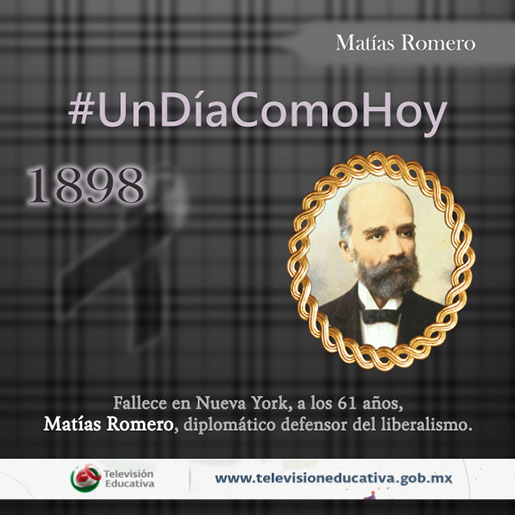 Matías Romero
#UnDíaComoHoy
1898
Fallece en Nueva York, a los 61 años,
Matías Romero, diplomático defensor del liberalismo.
Televisión
Educativa
www.televisioneducativa.gob.mx